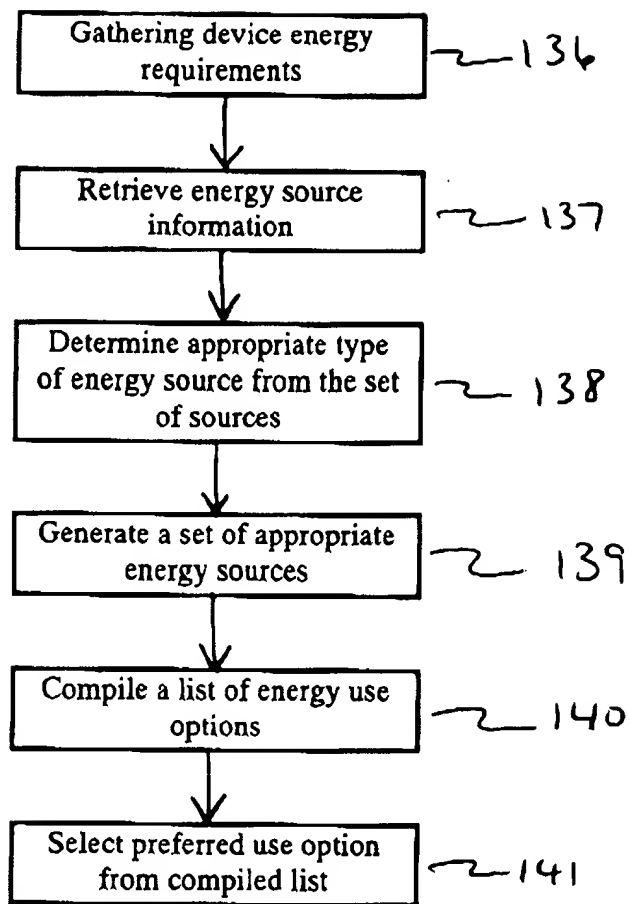 Gathering device energy
requirements
136
Retrieve energy source
information
137
Determine appropriate type
of energy source from the set
of sources
138
Generate a set of appropriate
energy sources
139
Compile a list of energy use
options
140
Select preferred use option
from compiled list
141